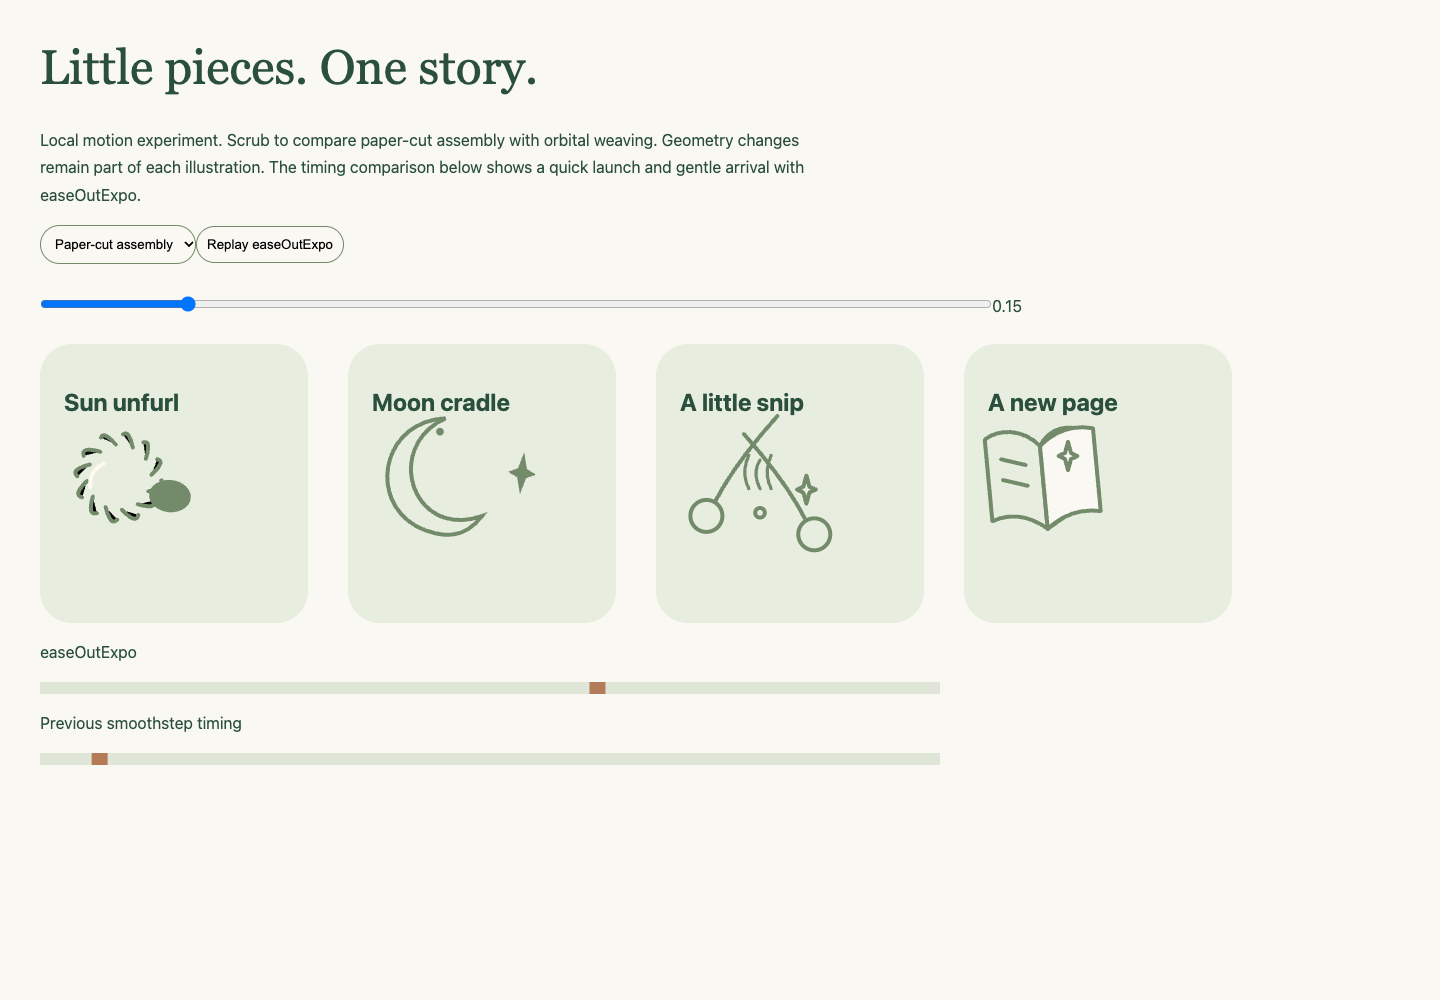 Little pieces. One story.
Local motion experiment. Scrub to compare paper-cut assembly with orbital weaving. Geometry changes
remain part of each illustration. The timing comparison below shows a quick launch and gentle arrival with
easeOutExpo.
Paper-cut assembly
Replay easeOutExpo
0.15
Sun unfurl
Moon cradle
A little snip
A new page
easeOutExpo
Previous smoothstep timing